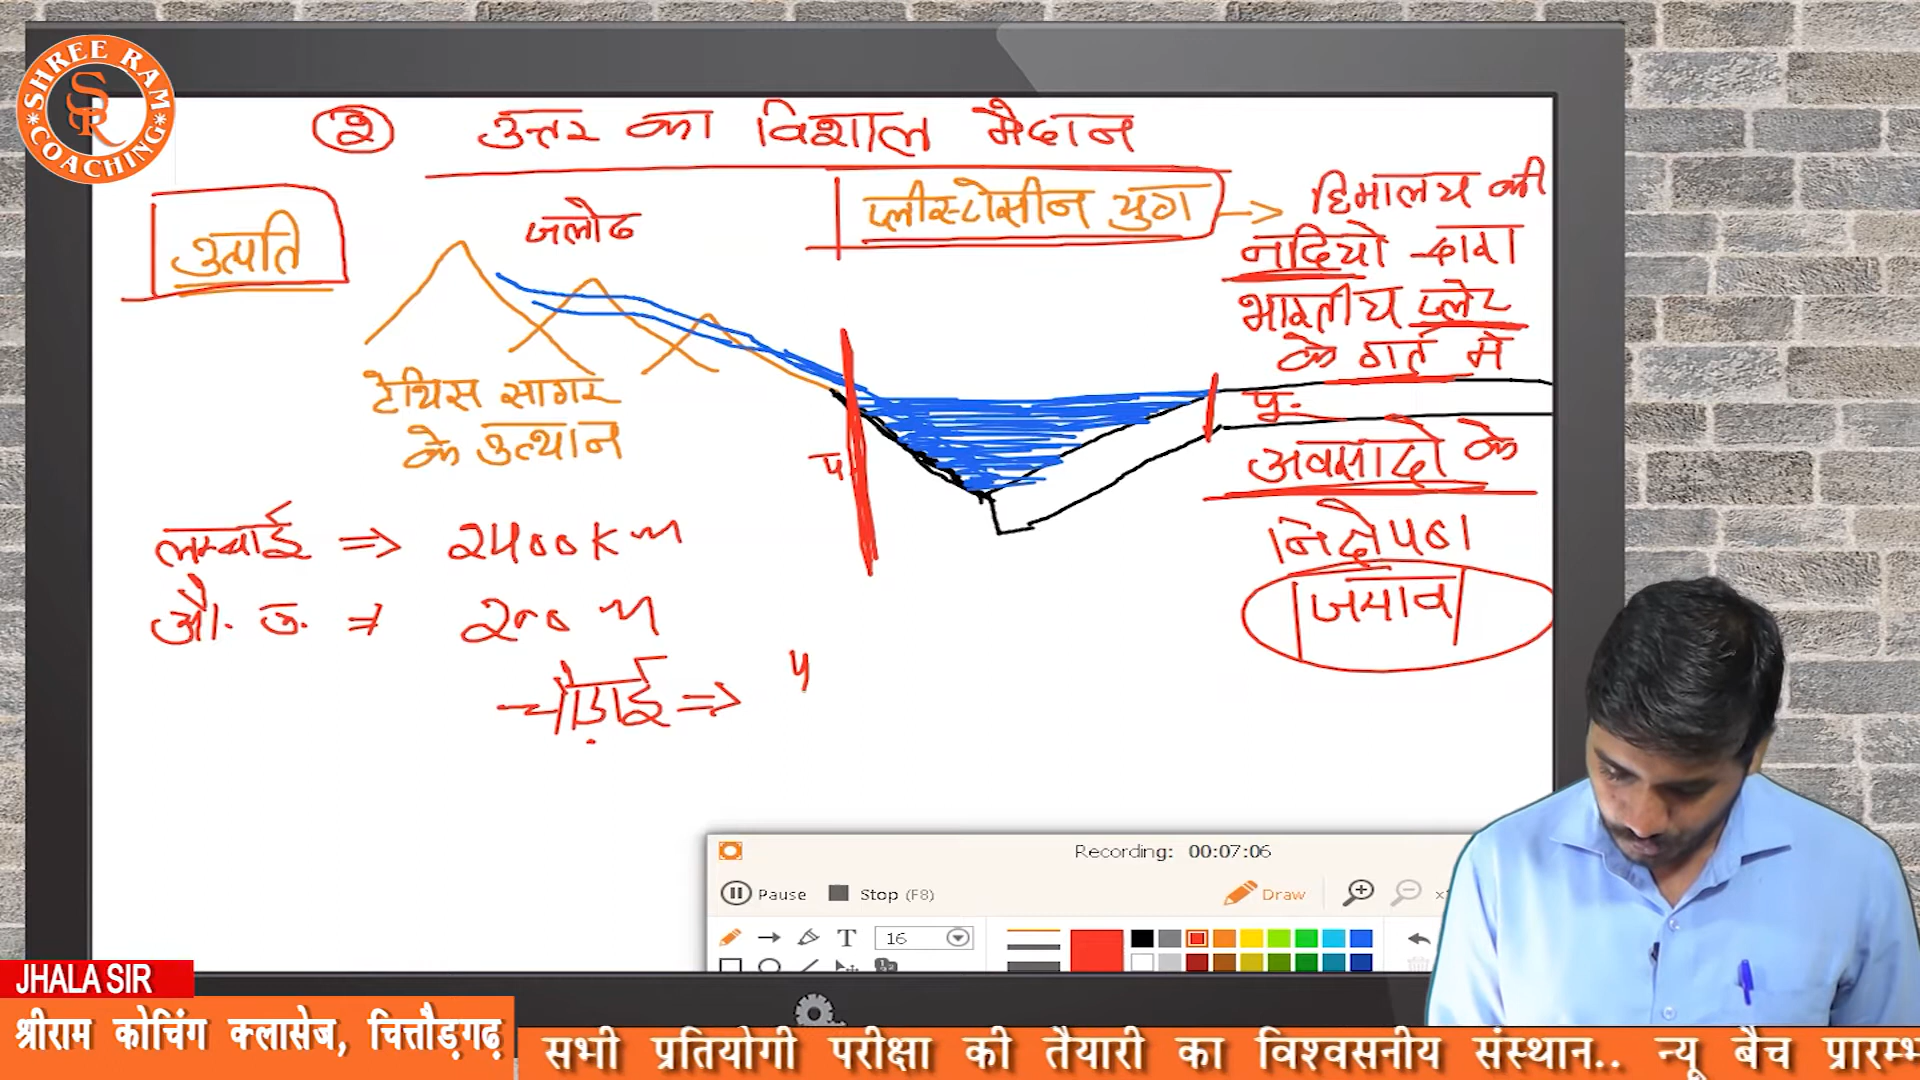 SHREE RAM
SR
COACHING
२ उत्तर का विशाल मैदान
उत्पति
जलोढ
प्लीस्टोसीन युग
हिमालय की
नदियो द्वारा
भारतीय प्लेट
के गर्त मे
अवसादो के
निक्षेपण
जमाव
टेथिस सागर
के उत्थान
प.
पू.
लम्बाई ⇒ 2400 km
औ. उ. ⇒ 200 m
चौड़ाई ⇒
Recording: 00:07:06
Pause Stop (F8) Draw
T 16
JHALA SIR
श्रीराम कोचिंग क्लासेज, चित्तौड़गढ़
सभी प्रतियोगी परीक्षा की तैयारी का विश्वसनीय संस्थान.. न्यू बैच प्रारम्भ